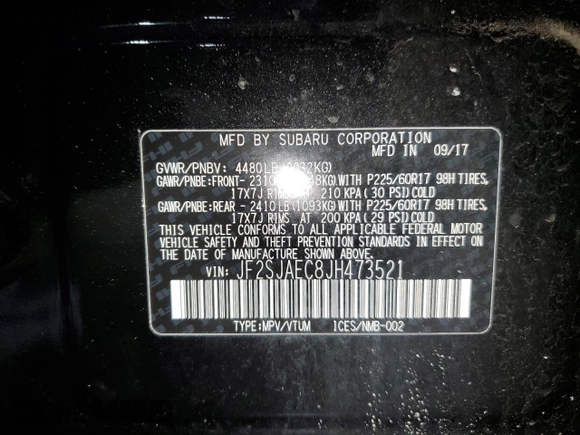 MFD BY SUBARU CORPORATION
MFD IN 09/17
GVWR/PNBV: 4480LB
GAWR/PNBE:FRONT- WITH P225/60R17 98H TIRES,
17X7J AT 210 KPA (30 PSI)COLD
GAWR/PNBE:REAR - 2410LB(1093KG)WITH P225/60R17 98H TIRES,
17X7J RIMS AT 200 KPA (29 PSI)COLD
THIS VEHICLE CONFORMS TO ALL APPLICABLE FEDERAL MOTOR
VEHICLE SAFETY AND THEFT PREVENTION STANDARDS IN EFFECT ON
THE DATE OF MANUFACTURE SHOWN ABOVE.
VIN: JF2SJAEC8JH473521
TYPE:MPV/VTUM ICES/NMB-002